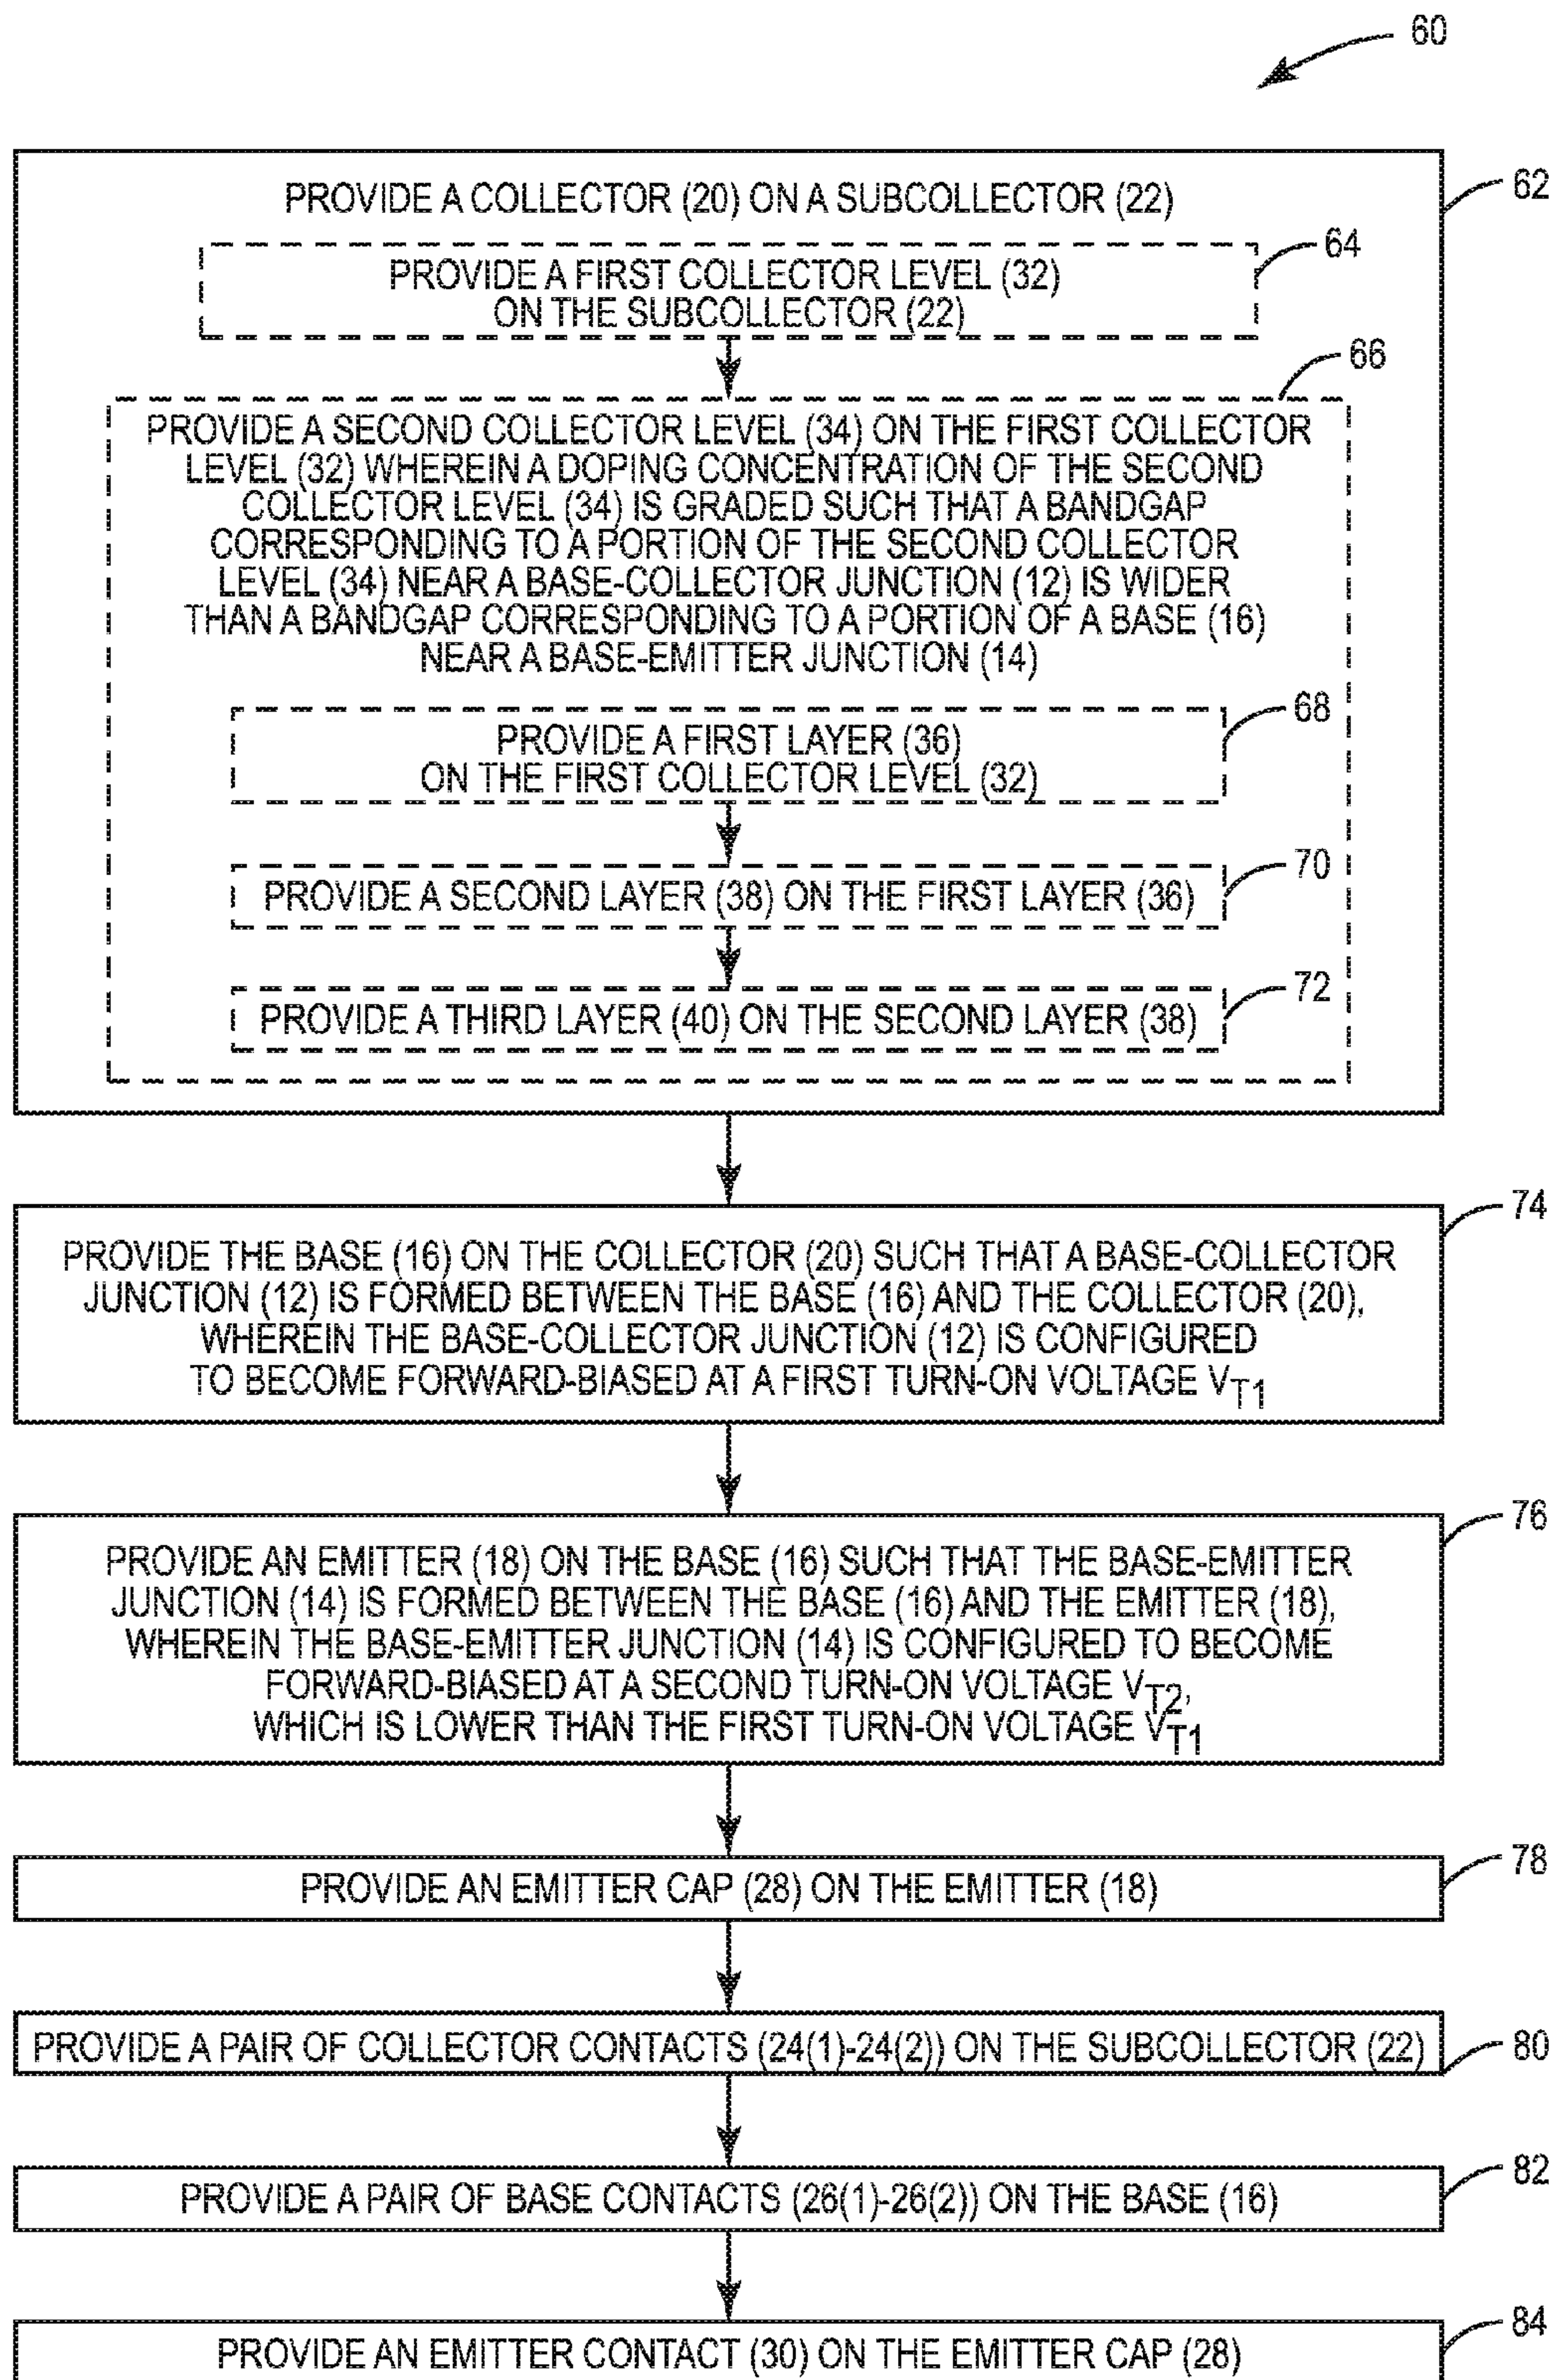 60
62
PROVIDE A COLLECTOR (20) ON A SUBCOLLECTOR (22)
64
PROVIDE A FIRST COLLECTOR LEVEL (32)
ON THE SUBCOLLECTOR (22)
66
PROVIDE A SECOND COLLECTOR LEVEL (34) ON THE FIRST COLLECTOR
LEVEL (32) WHEREIN A DOPING CONCENTRATION OF THE SECOND
COLLECTOR LEVEL (34) IS GRADED SUCH THAT A BANDGAP
CORRESPONDING TO A PORTION OF THE SECOND COLLECTOR
LEVEL (34) NEAR A BASE-COLLECTOR JUNCTION (12) IS WIDER
THAN A BANDGAP CORRESPONDING TO A PORTION OF A BASE (16)
NEAR A BASE-EMITTER JUNCTION (14)
68
PROVIDE A FIRST LAYER (36)
ON THE FIRST COLLECTOR LEVEL (32)
70
PROVIDE A SECOND LAYER (38) ON THE FIRST LAYER (36)
72
PROVIDE A THIRD LAYER (40) ON THE SECOND LAYER (38)
74
PROVIDE THE BASE (16) ON THE COLLECTOR (20) SUCH THAT A BASE-COLLECTOR
JUNCTION (12) IS FORMED BETWEEN THE BASE (16) AND THE COLLECTOR (20),
WHEREIN THE BASE-COLLECTOR JUNCTION (12) IS CONFIGURED
TO BECOME FORWARD-BIASED AT A FIRST TURN-ON VOLTAGE VT1
76
PROVIDE AN EMITTER (18) ON THE BASE (16) SUCH THAT THE BASE-EMITTER
JUNCTION (14) IS FORMED BETWEEN THE BASE (16) AND THE EMITTER (18),
WHEREIN THE BASE-EMITTER JUNCTION (14) IS CONFIGURED TO BECOME
FORWARD-BIASED AT A SECOND TURN-ON VOLTAGE VT2,
WHICH IS LOWER THAN THE FIRST TURN-ON VOLTAGE VT1
78
PROVIDE AN EMITTER CAP (28) ON THE EMITTER (18)
PROVIDE A PAIR OF COLLECTOR CONTACTS (24(1)-24(2)) ON THE SUBCOLLECTOR (22)
80
82
PROVIDE A PAIR OF BASE CONTACTS (26(1)-26(2)) ON THE BASE (16)
84
PROVIDE AN EMITTER CONTACT (30) ON THE EMITTER CAP (28)